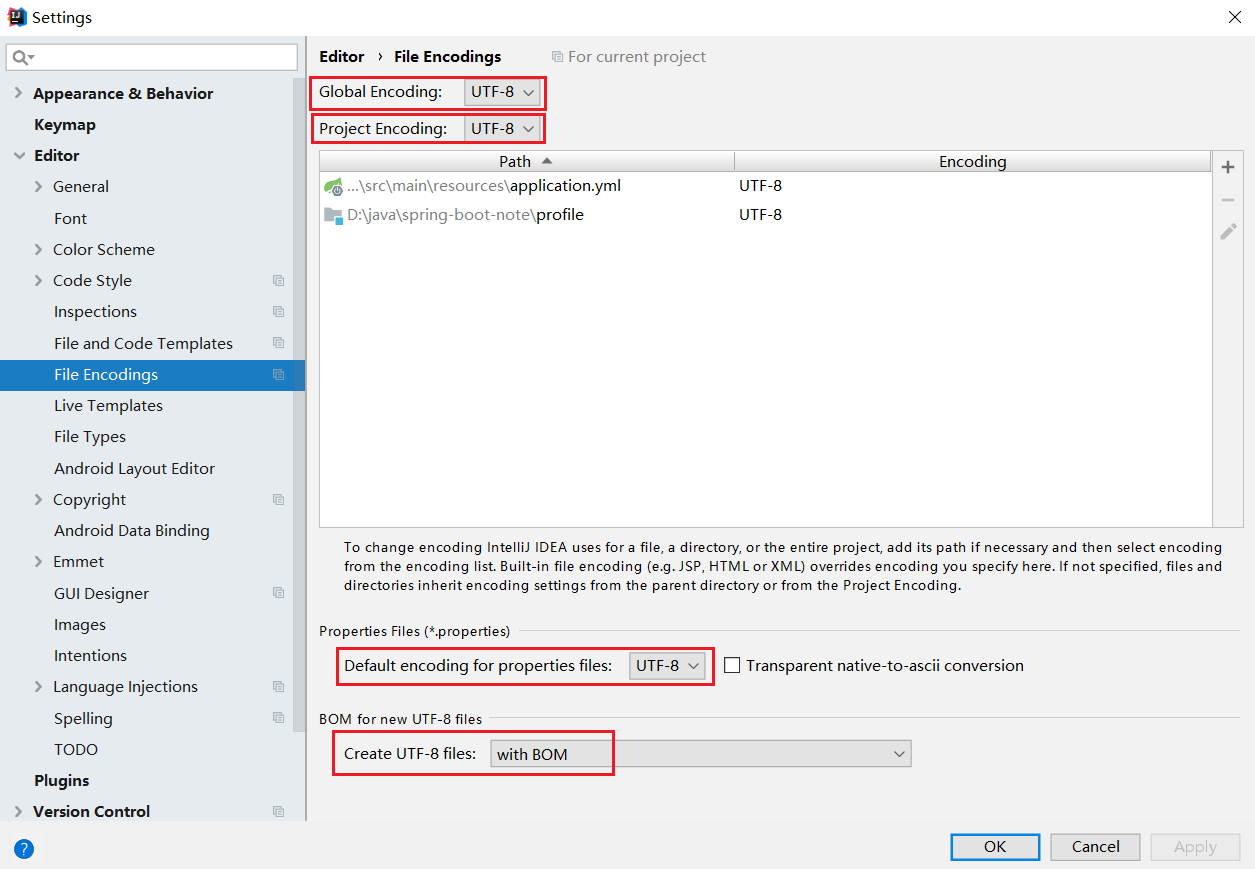 Settings
Appearance & Behavior
Keymap
Editor
General
Font
Color Scheme
Code Style
Inspections
File and Code Templates
File Encodings
Live Templates
File Types
Android Layout Editor
Copyright
Android Data Binding
Emmet
GUI Designer
Images
Intentions
Language Injections
Spelling
TODO
Plugins
Version Control
Editor › File Encodings For current project
Global Encoding: UTF-8
Project Encoding: UTF-8
Path Encoding
...\src\main\resources\application.yml UTF-8
D:\java\spring-boot-note\profile UTF-8
To change encoding IntelliJ IDEA uses for a file, a directory, or the entire project, add its path if necessary and then select encoding
from the encoding list. Built-in file encoding (e.g. JSP, HTML or XML) overrides encoding you specify here. If not specified, files and
directories inherit encoding settings from the parent directory or from the Project Encoding.
Properties Files (*.properties)
Default encoding for properties files: UTF-8 Transparent native-to-ascii conversion
BOM for new UTF-8 files
Create UTF-8 files: with BOM
? OK Cancel Apply